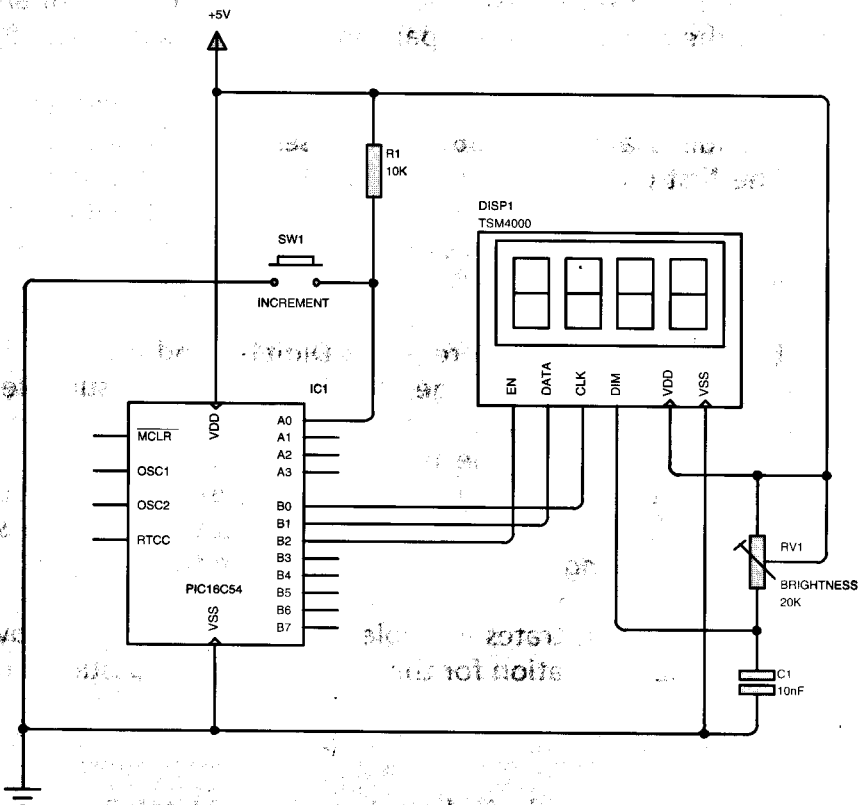 +5V
R1
10K
DISP1
TSM4000
SW1
INCREMENT
EN
DATA
CLK
DIM
VDD
VSS
IC1
VDD
MCLR
OSC1
OSC2
RTCC
A0
A1
A2
A3
B0
B1
B2
B3
B4
B5
B6
B7
PIC16C54
VSS
RV1
BRIGHTNESS
20K
C1
10nF